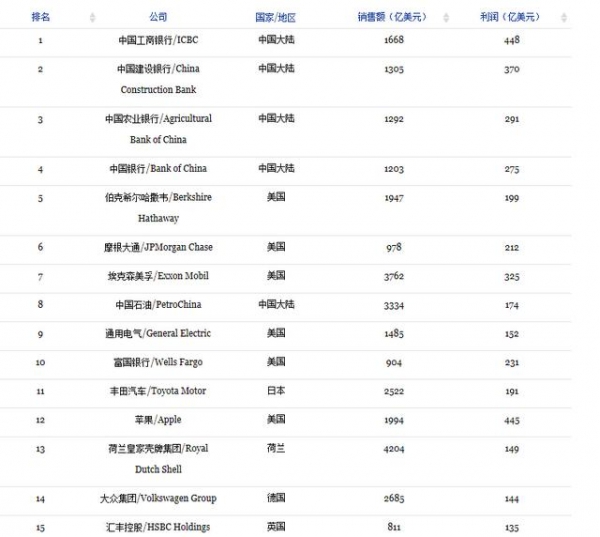 排名 公司 国家/地区 销售额（亿美元） 利润（亿美元）
1 中国工商银行/ICBC 中国大陆 1668 448
2 中国建设银行/China 中国大陆 1305 370
Construction Bank
3 中国农业银行/Agricultural 中国大陆 1292 291
Bank of China
4 中国银行/Bank of China 中国大陆 1203 275
5 伯克希尔哈撒韦/Berkshire 美国 1947 199
Hathaway
6 摩根大通/JPMorgan Chase 美国 978 212
7 埃克森美孚/Exxon Mobil 美国 3762 325
8 中国石油/PetroChina 中国大陆 3334 174
9 通用电气/General Electric 美国 1485 152
10 富国银行/Wells Fargo 美国 904 231
11 丰田汽车/Toyota Motor 日本 2522 191
12 苹果/Apple 美国 1994 445
13 荷兰皇家壳牌集团/Royal 荷兰 4204 149
Dutch Shell
14 大众集团/Volkswagen Group 德国 2685 144
15 汇丰控股/HSBC Holdings 英国 811 135